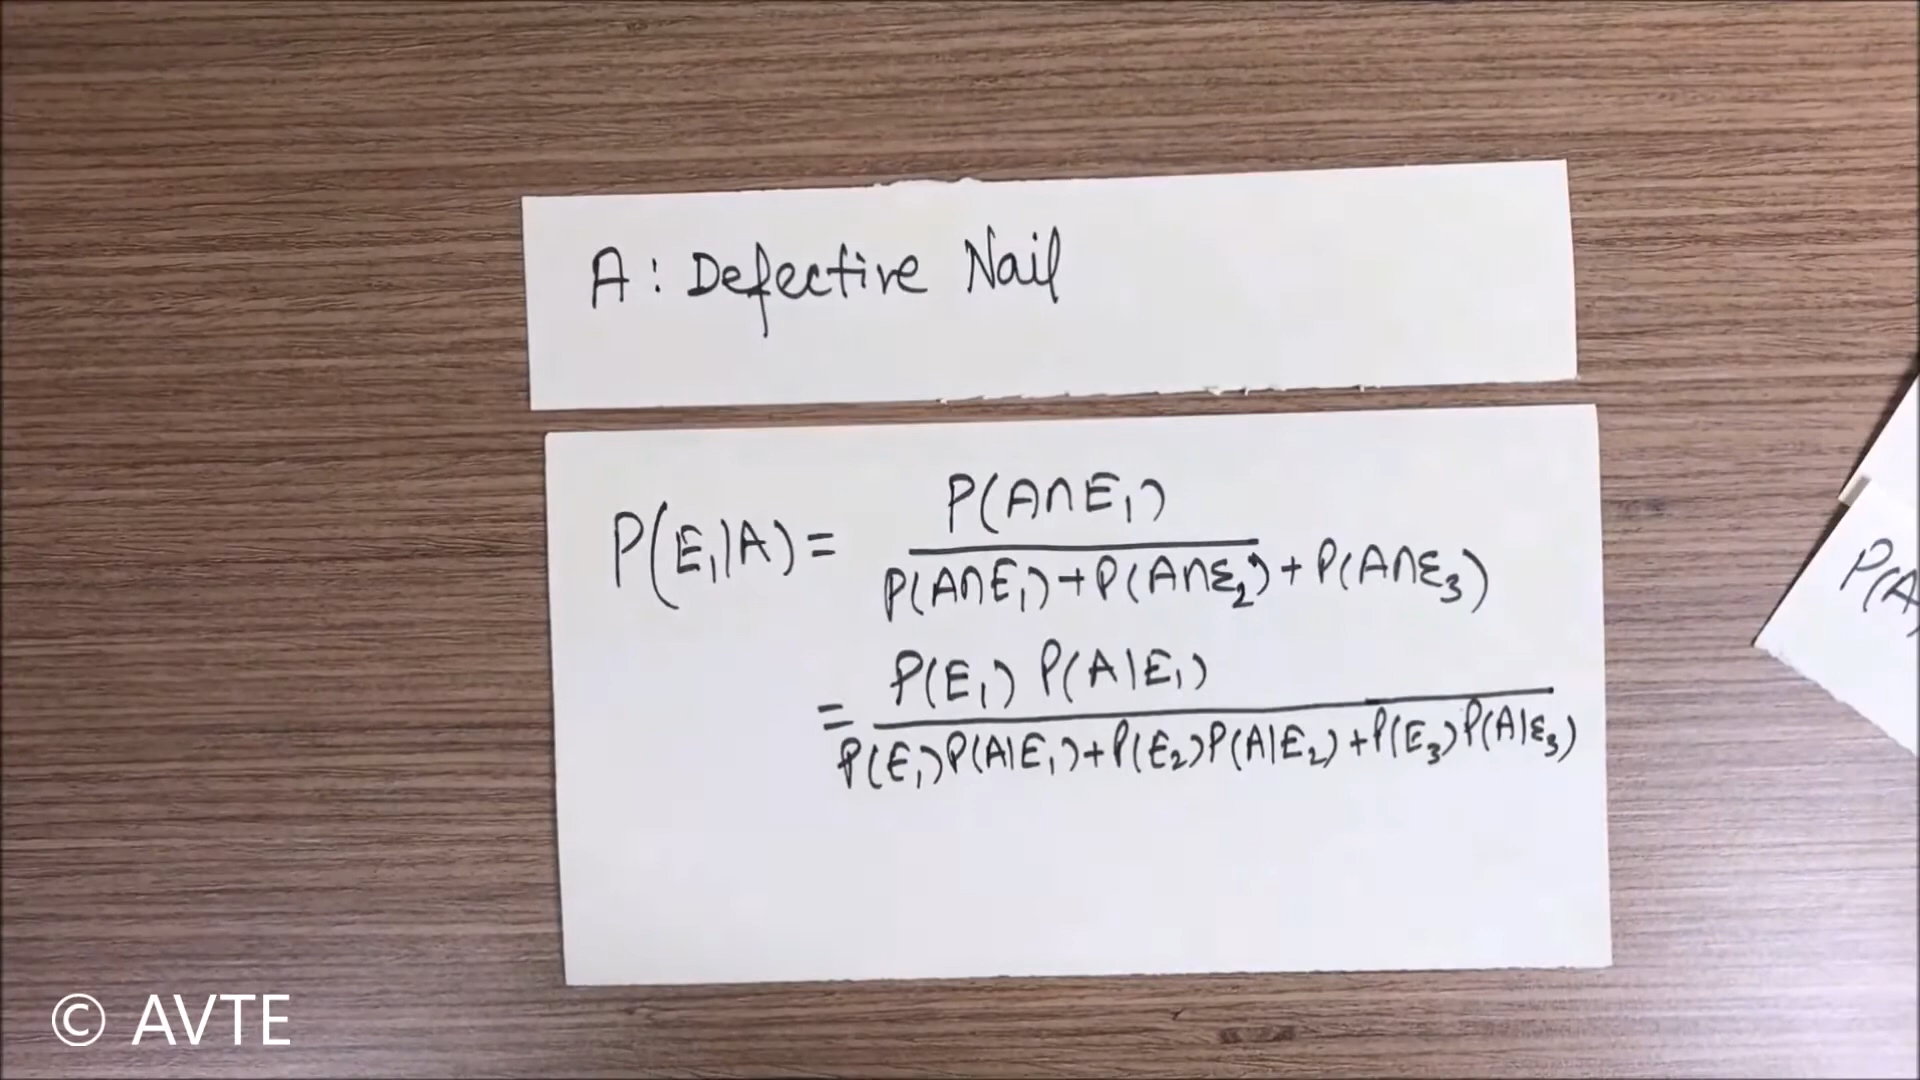 A : Defective Nail
P(E₁|A) = P(A∩E₁)
P(A∩E₁) + P(A∩E₂) + P(A∩E₃)
= P(E₁) P(A|E₁)
P(E₁)P(A|E₁) + P(E₂)P(A|E₂) + P(E₃)P(A|E₃)
P(A
© AVTE